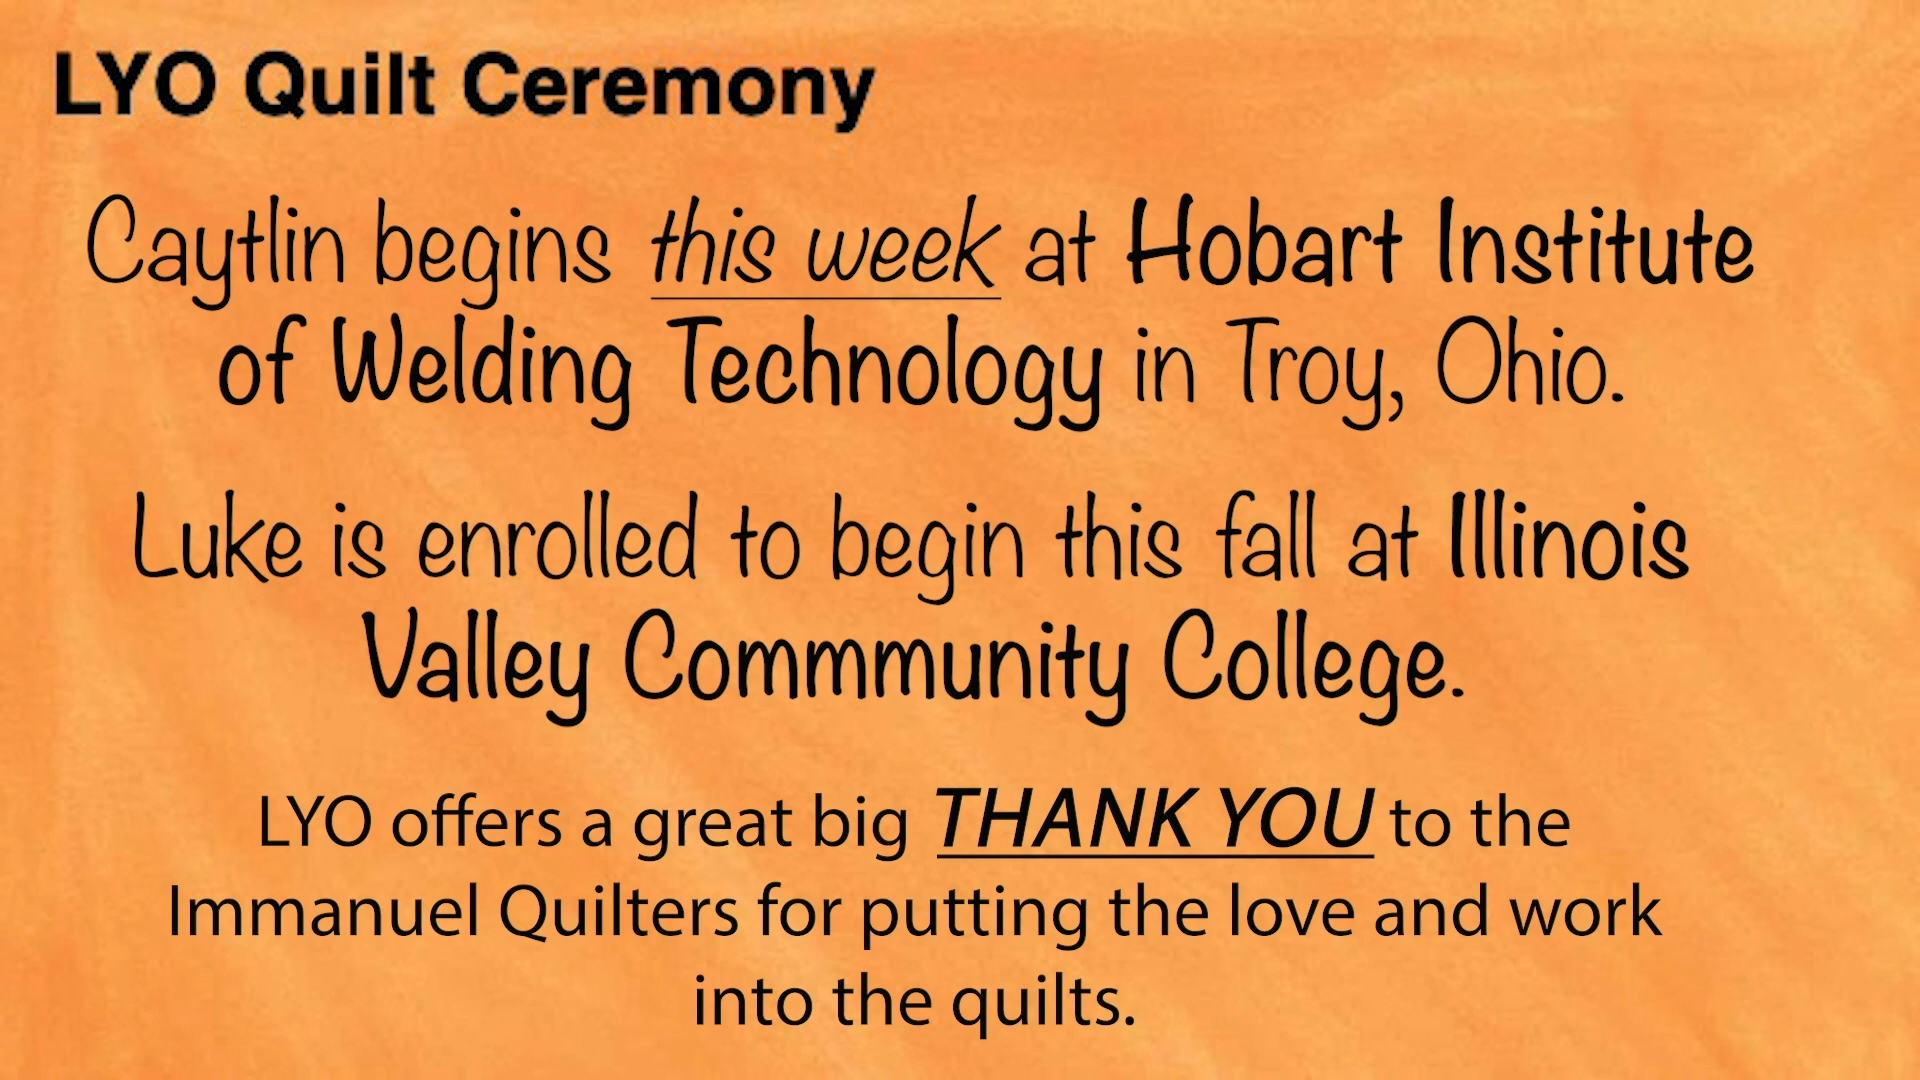 LYO Quilt Ceremony
Caytlin begins this week at Hobart Institute
of Welding Technology in Troy, Ohio.
Luke is enrolled to begin this fall at Illinois
Valley Commmunity College.
LYO offers a great big THANK YOU to the
Immanuel Quilters for putting the love and work
into the quilts.